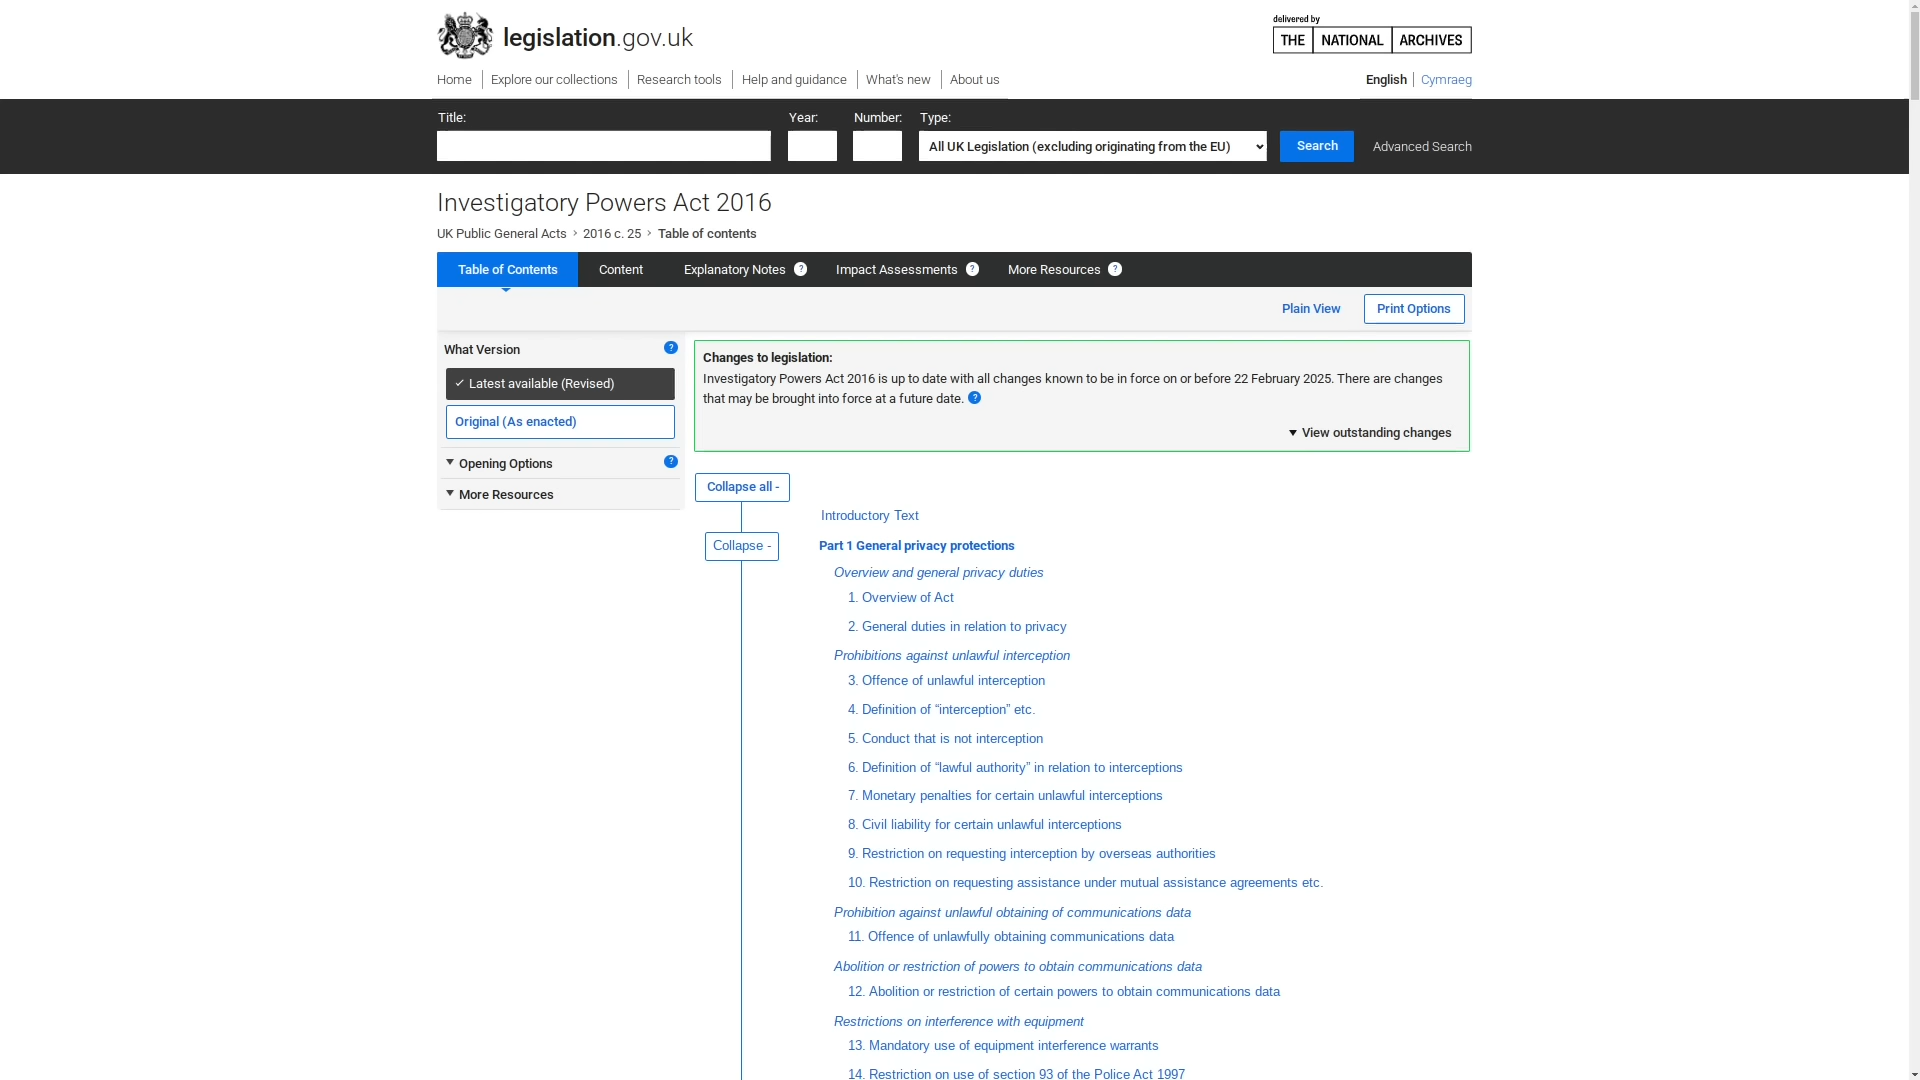 legislation.gov.uk
delivered by
THE NATIONAL ARCHIVES
Home
Explore our collections
Research tools
Help and guidance
What's new
About us
English
Cymraeg
Title:
Year:
Number:
Type:
All UK Legislation (excluding originating from the EU)
Search
Advanced Search
Investigatory Powers Act 2016
UK Public General Acts › 2016 c. 25 › Table of contents
Table of Contents
Content
Explanatory Notes ?
Impact Assessments ?
More Resources ?
Plain View
Print Options
What Version ?
✓ Latest available (Revised)
Original (As enacted)
▼ Opening Options ?
▼ More Resources
Changes to legislation:
Investigatory Powers Act 2016 is up to date with all changes known to be in force on or before 22 February 2025. There are changes
that may be brought into force at a future date. ?
▼ View outstanding changes
Collapse all -
Introductory Text
Collapse -
Part 1 General privacy protections
Overview and general privacy duties
1. Overview of Act
2. General duties in relation to privacy
Prohibitions against unlawful interception
3. Offence of unlawful interception
4. Definition of “interception” etc.
5. Conduct that is not interception
6. Definition of “lawful authority” in relation to interceptions
7. Monetary penalties for certain unlawful interceptions
8. Civil liability for certain unlawful interceptions
9. Restriction on requesting interception by overseas authorities
10. Restriction on requesting assistance under mutual assistance agreements etc.
Prohibition against unlawful obtaining of communications data
11. Offence of unlawfully obtaining communications data
Abolition or restriction of powers to obtain communications data
12. Abolition or restriction of certain powers to obtain communications data
Restrictions on interference with equipment
13. Mandatory use of equipment interference warrants
14. Restriction on use of section 93 of the Police Act 1997